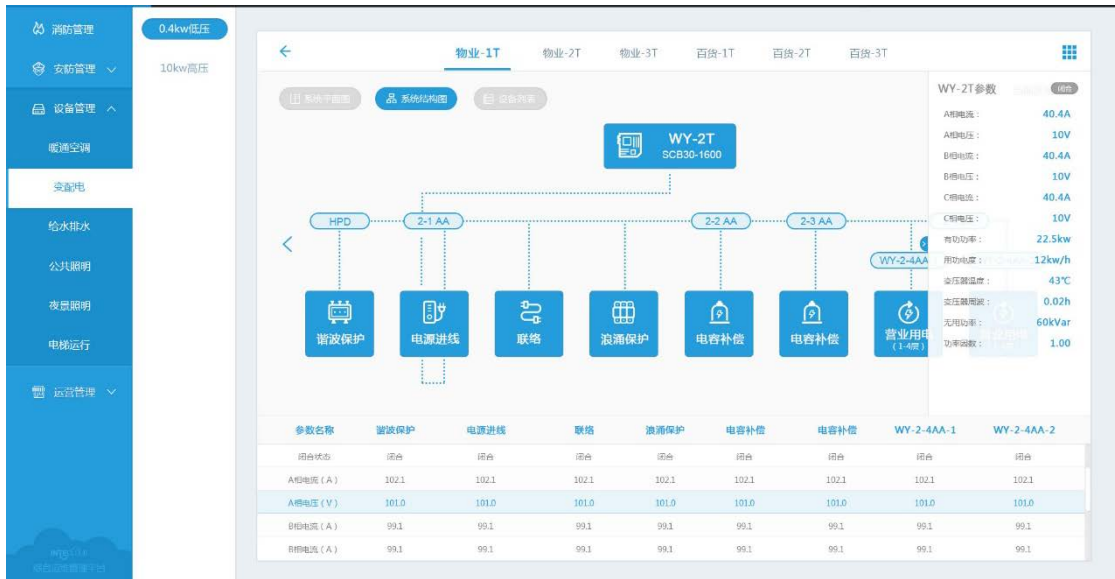 消防管理
安防管理
设备管理
暖通空调
变配电
给水排水
公共照明
夜景照明
电梯运行
运营管理
0.4kw低压
10kw高压
物业-1T
物业-2T
物业-3T
百货-1T
百货-2T
百货-3T
系统平面图
系统结构图
设备列表
WY-2T
SCB30-1600
HPD
2-1 AA
2-2 AA
2-3 AA
WY-2-4AA
谐波保护
电源进线
联络
浪涌保护
电容补偿
电容补偿
营业用电
(1-4层)
WY-2T参数
闭合
A相电流: 40.4A
A相电压: 10V
B相电流: 40.4A
B相电压: 10V
C相电流: 40.4A
C相电压: 10V
有功功率: 22.5kw
用功电度: 12kw/h
变压器温度: 43℃
变压器周波: 0.02h
无用功率: 60kVar
功率因数: 1.00
参数名称 谐波保护 电源进线 联络 浪涌保护 电容补偿 电容补偿 WY-2-4AA-1 WY-2-4AA-2
闭合状态 闭合 闭合 闭合 闭合 闭合 闭合 闭合 闭合
A相电流(A) 102.1 102.1 102.1 102.1 102.1 102.1 102.1 102.1
A相电压(V) 101.0 101.0 101.0 101.0 101.0 101.0 101.0 101.0
B相电流(A) 99.1 99.1 99.1 99.1 99.1 99.1 99.1 99.1
B相电流(A) 99.1 99.1 99.1 99.1 99.1 99.1 99.1 99.1